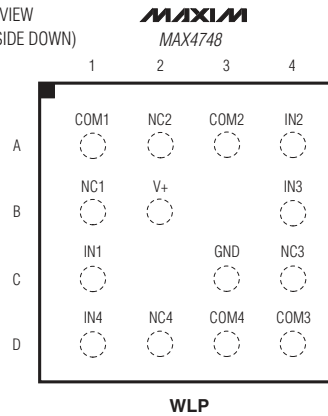 VIEW
SIDE DOWN)
MAXIM
MAX4748
1 2 3 4
A
COM1 NC2 COM2 IN2
B
NC1 V+ IN3
C
IN1 GND NC3
D
IN4 NC4 COM4 COM3
WLP